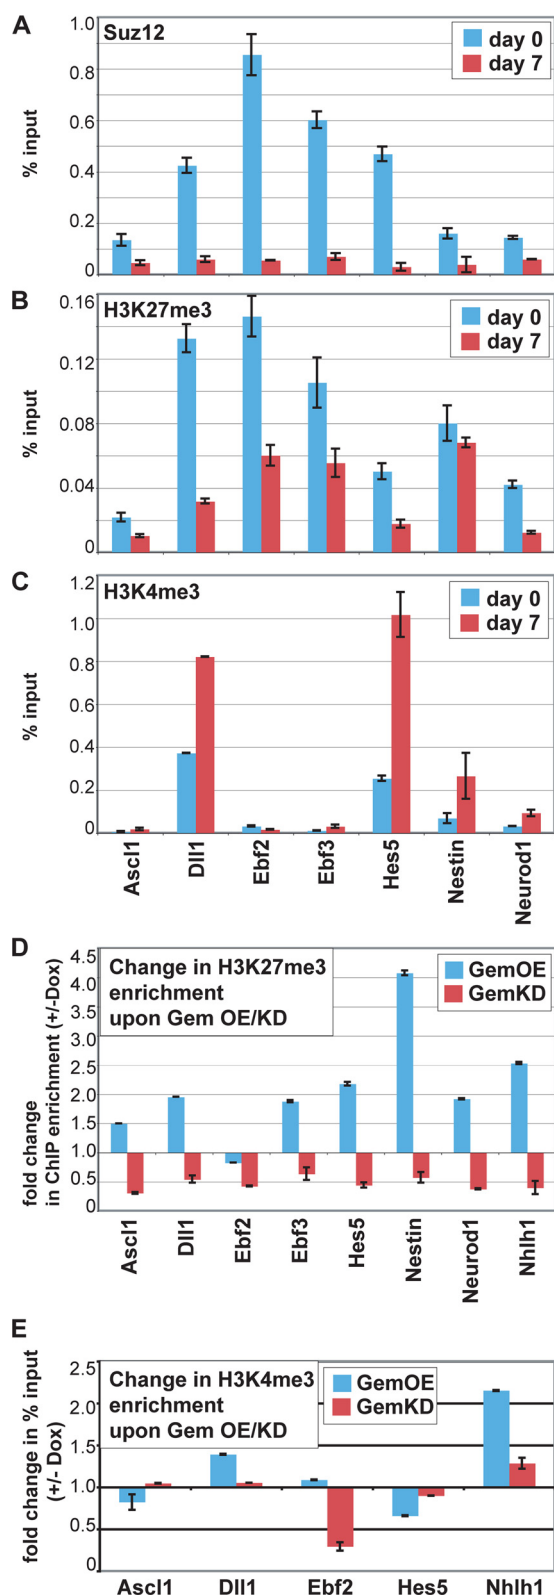 A
Suz12
day 0
day 7
% input
1.0
0.8
0.6
0.4
0.2
0
B
H3K27me3
day 0
day 7
% input
0.16
0.12
0.08
0.04
0
C
H3K4me3
day 0
day 7
% input
1.2
1.0
0.8
0.6
0.4
0.2
0
Ascl1
Dll1
Ebf2
Ebf3
Hes5
Nestin
Neurod1
D
Change in H3K27me3
enrichment
upon Gem OE/KD
GemOE
GemKD
fold change
in ChIP enrichment (+/-Dox)
4.5
4.0
3.5
3.0
2.5
2.0
1.5
1.0
0.5
0
Ascl1
Dll1
Ebf2
Ebf3
Hes5
Nestin
Neurod1
Nhlh1
E
Change in H3K4me3
enrichment
upon Gem OE/KD
GemOE
GemKD
fold change in % input
(+/- Dox)
2.5
2.0
1.5
1.0
0.5
0
Ascl1 Dll1 Ebf2 Hes5 Nhlh1